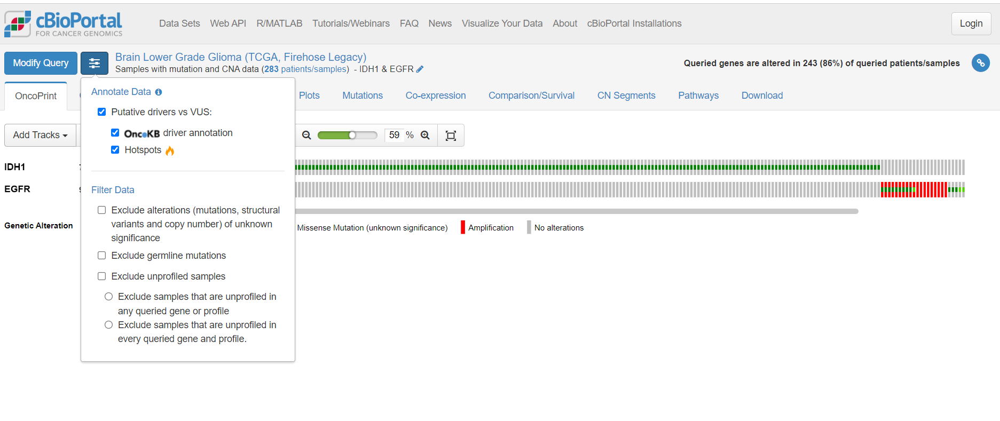 cBioPortal
FOR CANCER GENOMICS
Data Sets Web API R/MATLAB Tutorials/Webinars FAQ News Visualize Your Data About cBioPortal Installations Login
Modify Query
Brain Lower Grade Glioma (TCGA, Firehose Legacy)
Samples with mutation and CNA data (283 patients/samples) - IDH1 & EGFR
Queried genes are altered in 243 (86%) of queried patients/samples
OncoPrint Plots Mutations Co-expression Comparison/Survival CN Segments Pathways Download
Annotate Data
Putative drivers vs VUS:
OncoKB driver annotation
Hotspots
Filter Data
Exclude alterations (mutations, structural
variants and copy number) of unknown
significance
Exclude germline mutations
Exclude unprofiled samples
Exclude samples that are unprofiled in
any queried gene or profile
Exclude samples that are unprofiled in
every queried gene and profile.
Add Tracks 59 %
IDH1
EGFR
Genetic Alteration Missense Mutation (unknown significance) Amplification No alterations